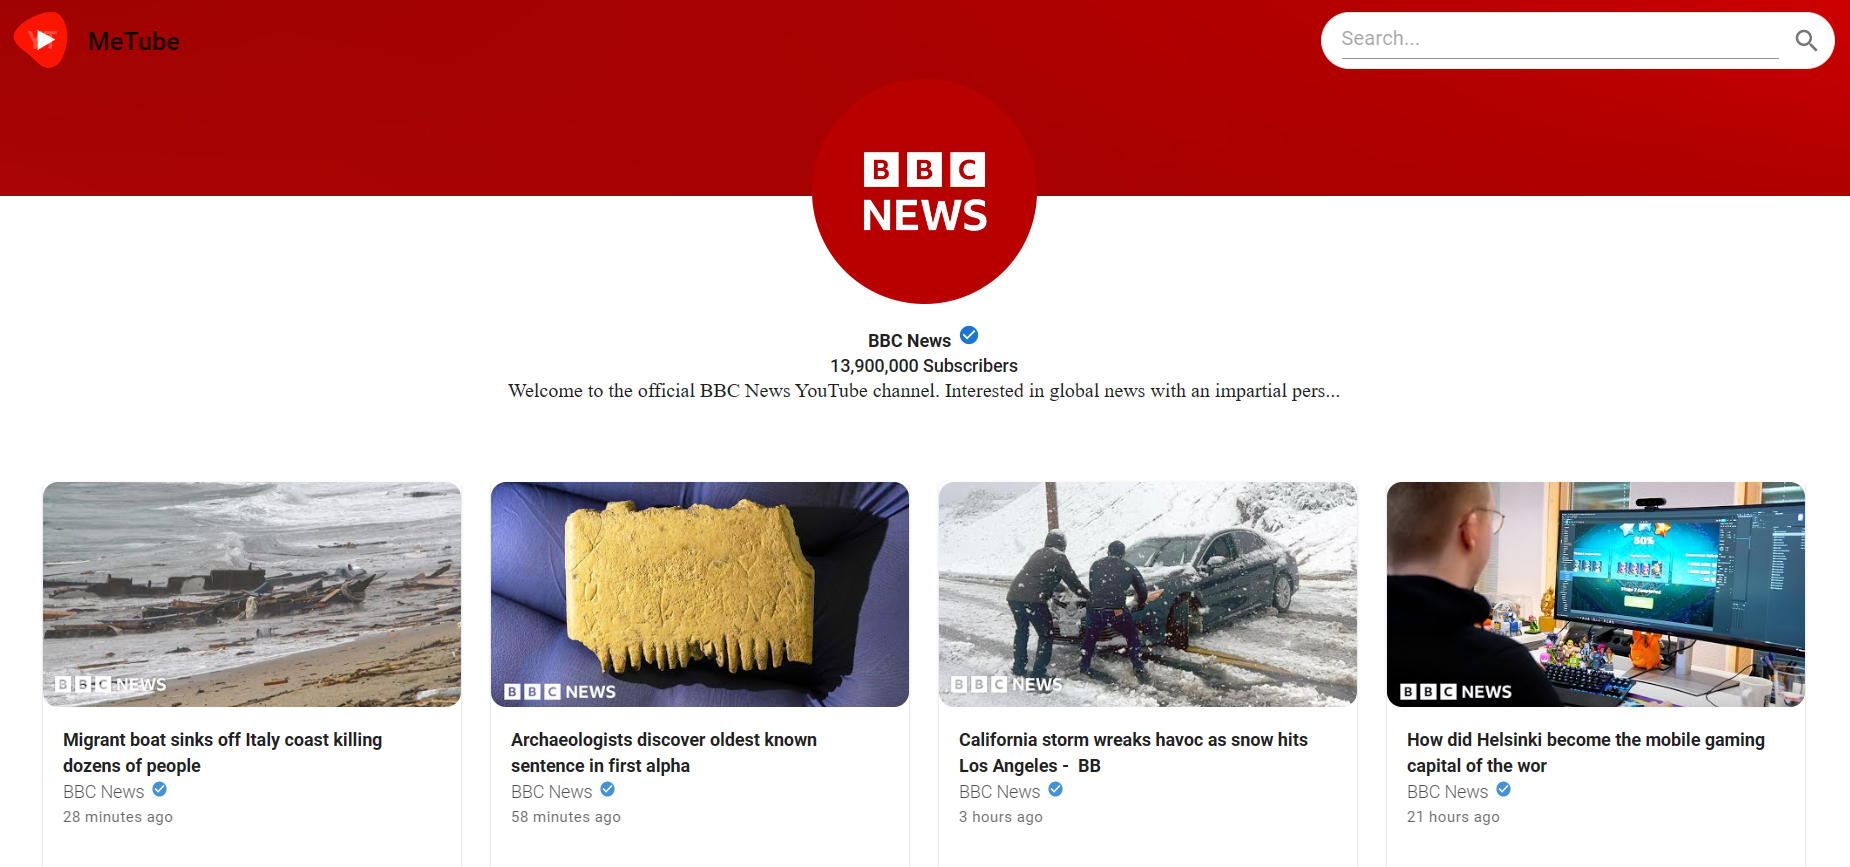 MeTube
Search...
BBC
NEWS
BBC News
13,900,000 Subscribers
Welcome to the official BBC News YouTube channel. Interested in global news with an impartial pers...
BBC NEWS
BBC NEWS
BBC NEWS
80%
BBC NEWS
Migrant boat sinks off Italy coast killing
dozens of people
BBC News
28 minutes ago
Archaeologists discover oldest known
sentence in first alpha
BBC News
58 minutes ago
California storm wreaks havoc as snow hits
Los Angeles -  BB
BBC News
3 hours ago
How did Helsinki become the mobile gaming
capital of the wor
BBC News
21 hours ago